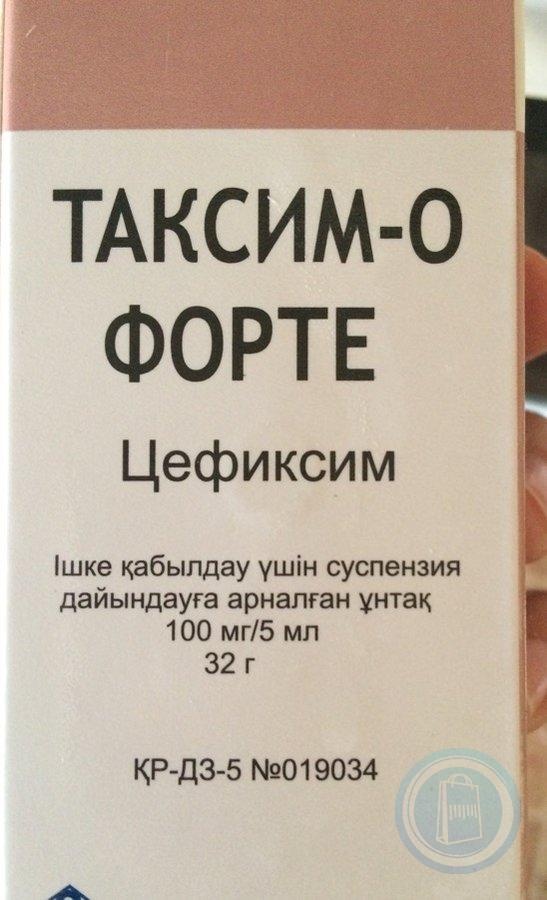 ТАКСИМ-О
ФОРТЕ
Цефиксим
Ішке қабылдау үшін суспензия
дайындауға арналған ұнтақ
100 мг/5 мл
32 г
ҚР-ДЗ-5 №019034